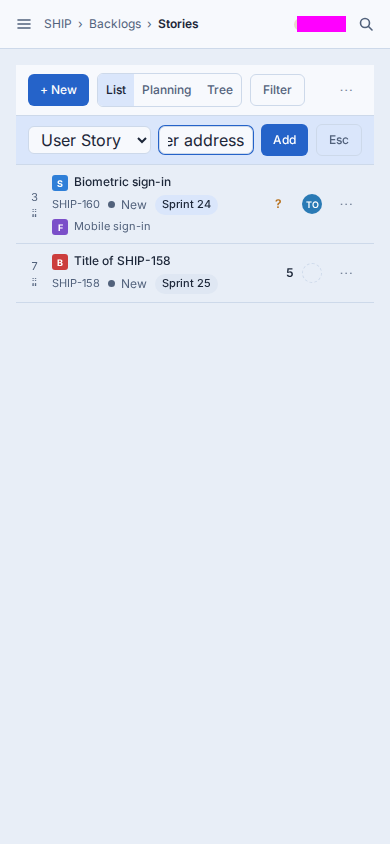 SHIP › Backlogs › Stories
+ New List Planning Tree Filter ...
User Story er address Add Esc
3 S Biometric sign-in
SHIP-160 New Sprint 24 ? TO ...
F Mobile sign-in
7 B Title of SHIP-158
SHIP-158 New Sprint 25 5 ...